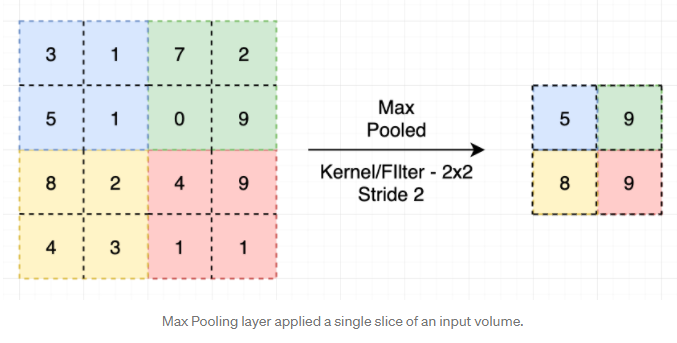 3 1 7 2
5 1 0 9
8 2 4 9
4 3 1 1
Max
Pooled
Kernel/FIlter - 2x2
Stride 2
5 9
8 9
Max Pooling layer applied a single slice of an input volume.